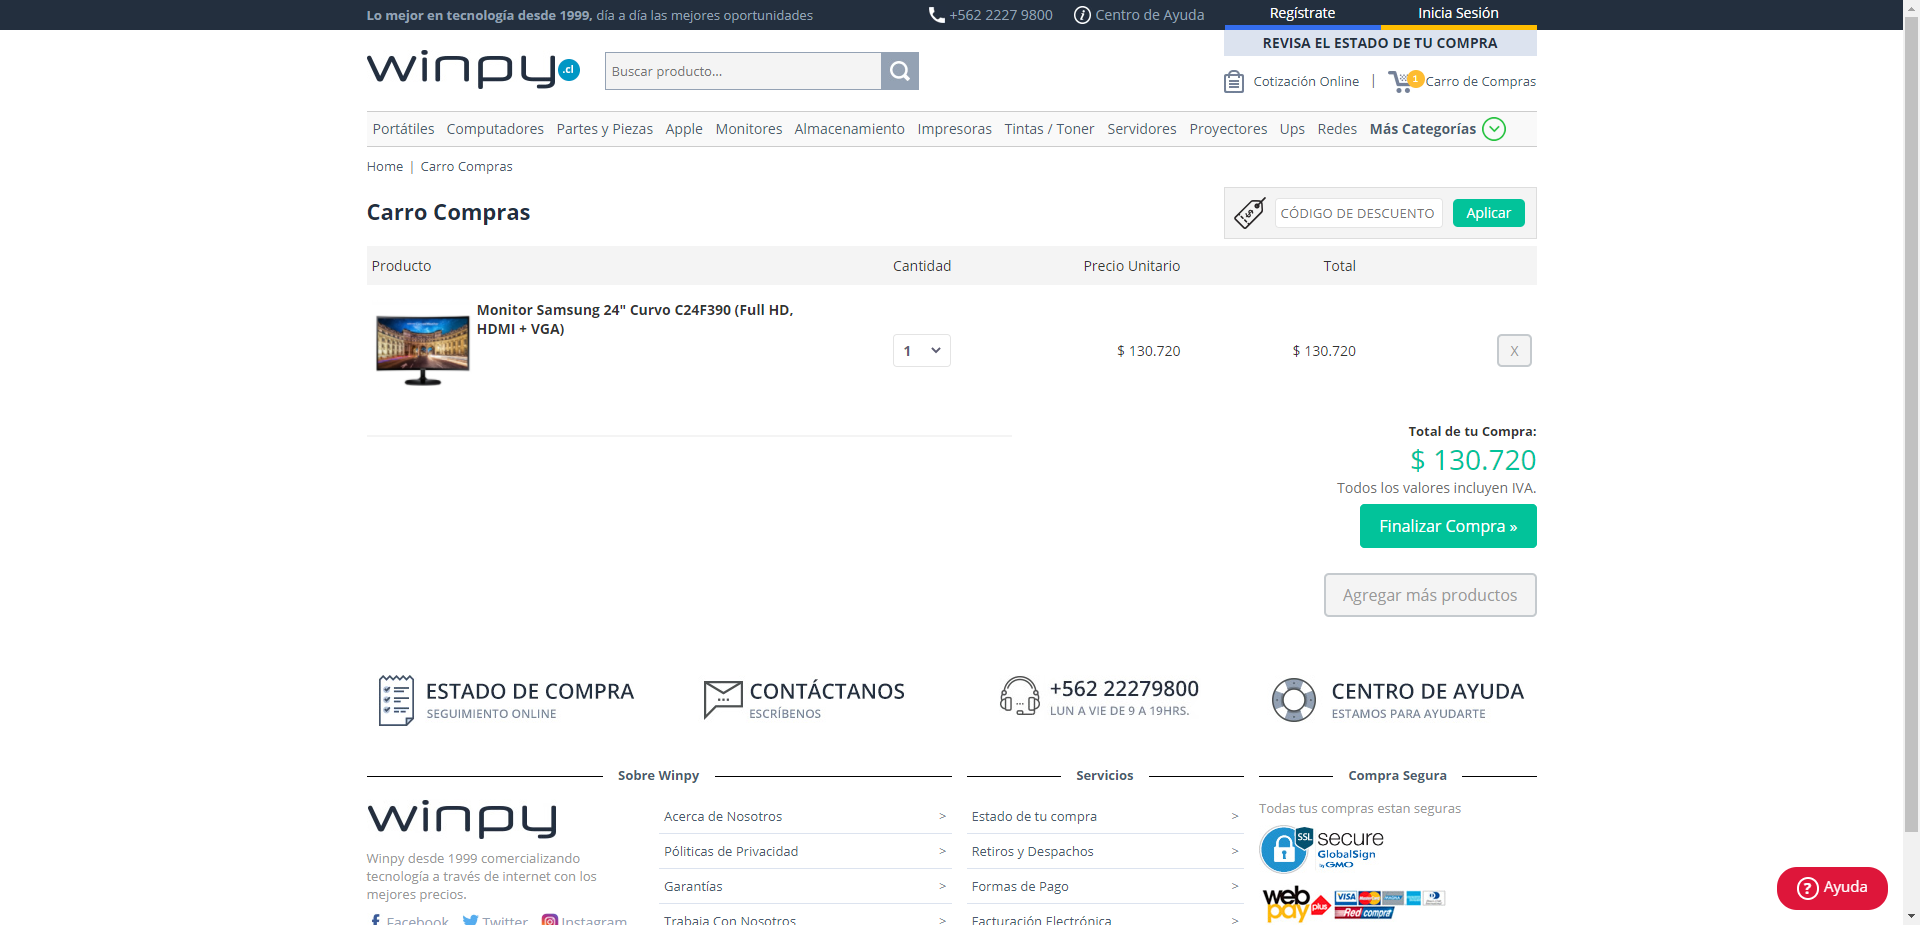 Lo mejor en tecnología desde 1999, día a día las mejores oportunidades
+562 2227 9800
Centro de Ayuda
Regístrate
Inicia Sesión
REVISA EL ESTADO DE TU COMPRA
winpy.cl
Buscar producto...
Cotización Online | 1 Carro de Compras
Portátiles Computadores Partes y Piezas Apple Monitores Almacenamiento Impresoras Tintas / Toner Servidores Proyectores Ups Redes Más Categorías
Home | Carro Compras
Carro Compras
CÓDIGO DE DESCUENTO
Aplicar
Producto Cantidad Precio Unitario Total
Monitor Samsung 24" Curvo C24F390 (Full HD,
HDMI + VGA)
1 $ 130.720 $ 130.720 X
Total de tu Compra:
$ 130.720
Todos los valores incluyen IVA.
Finalizar Compra »
Agregar más productos
ESTADO DE COMPRA
SEGUIMIENTO ONLINE
CONTÁCTANOS
ESCRÍBENOS
+562 22279800
LUN A VIE DE 9 A 19HRS.
CENTRO DE AYUDA
ESTAMOS PARA AYUDARTE
Sobre Winpy
winpy
Winpy desde 1999 comercializando
tecnología a través de internet con los
mejores precios.
Facebook Twitter Instagram
Acerca de Nosotros >
Póliticas de Privacidad >
Garantías >
Trabaja Con Nosotros >
Servicios
Estado de tu compra >
Retiros y Despachos >
Formas de Pago >
Facturación Electrónica >
Compra Segura
Todas tus compras estan seguras
SSL secure
GlobalSign
by GMO
web
pay plus
VISA MasterCard
Red compra
? Ayuda